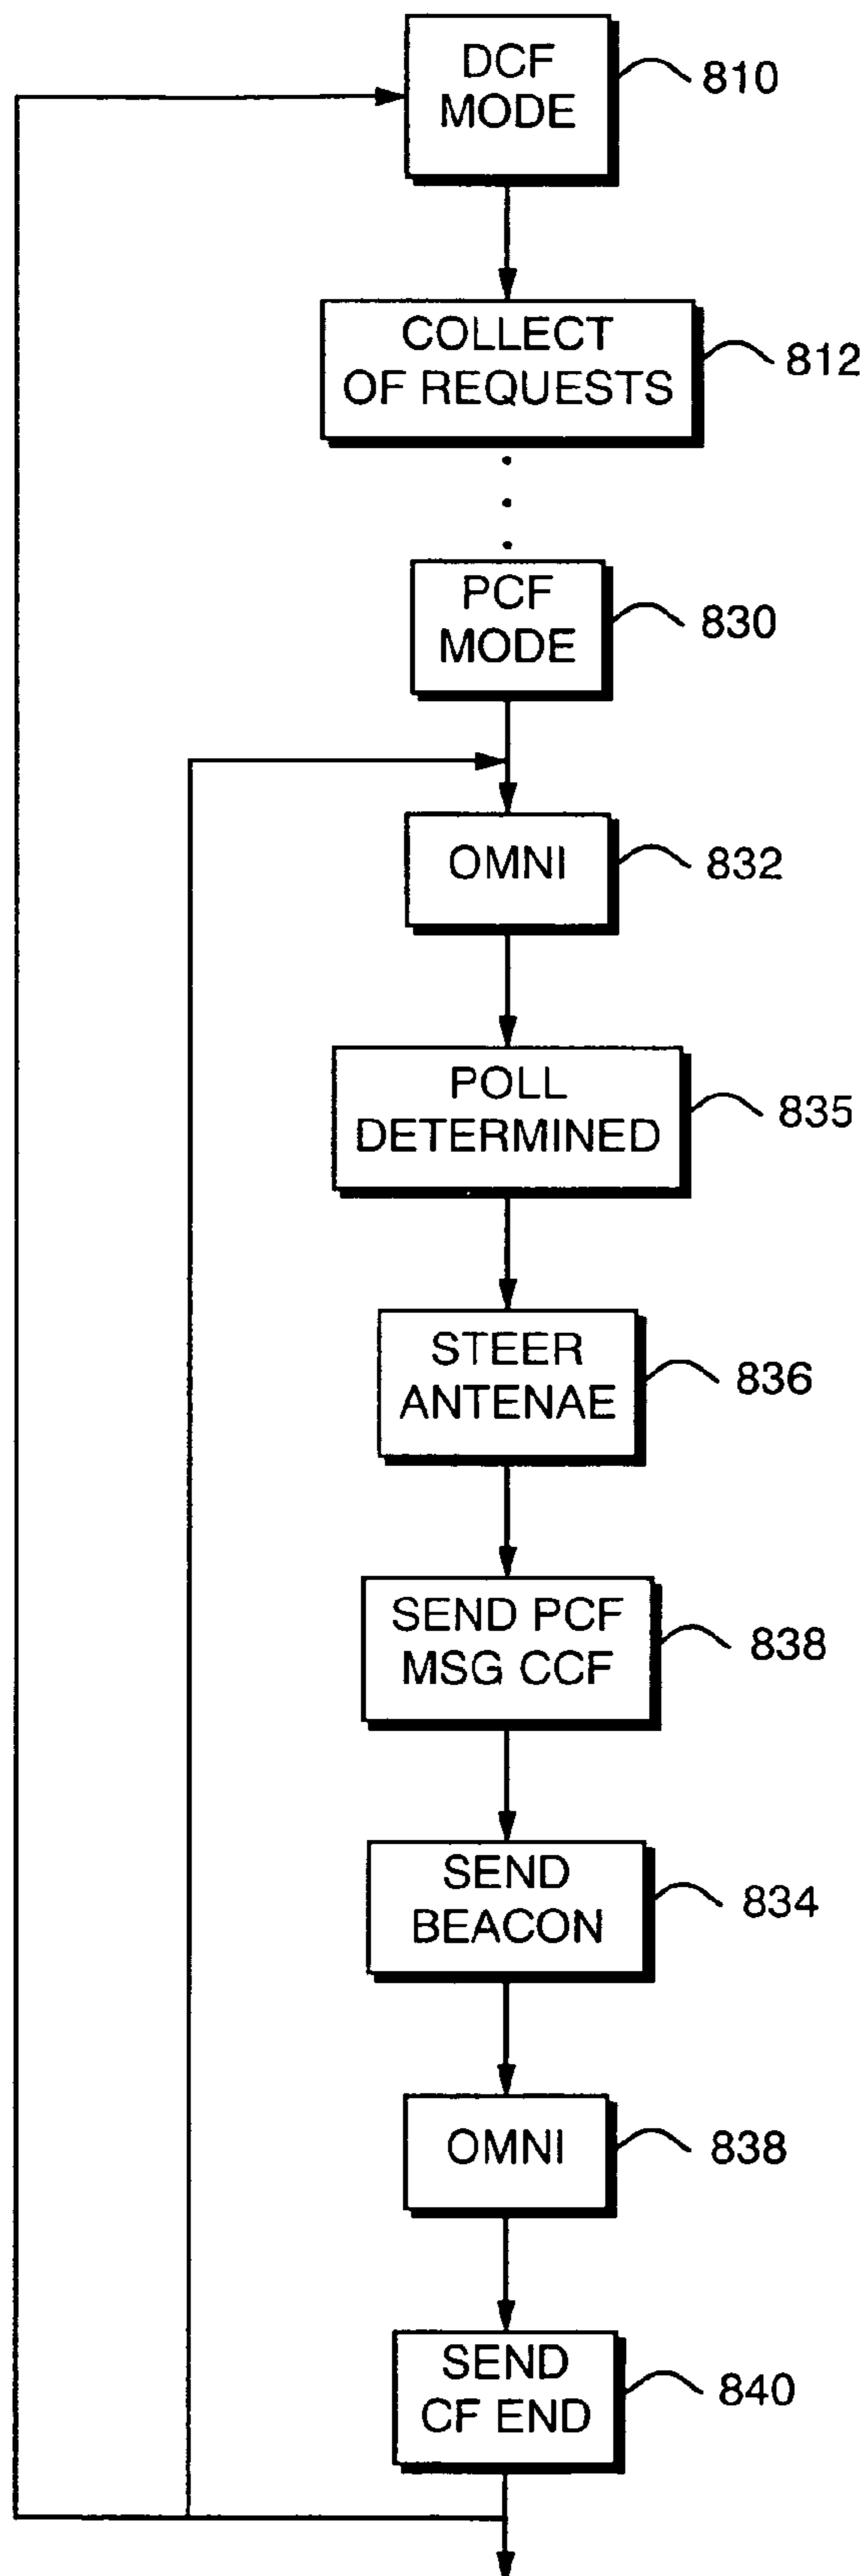 DCF
MODE
810
COLLECT
OF REQUESTS
812
PCF
MODE
830
OMNI
832
POLL
DETERMINED
835
STEER
ANTENAE
836
SEND PCF
MSG CCF
838
SEND
BEACON
834
OMNI
838
SEND
CF END
840